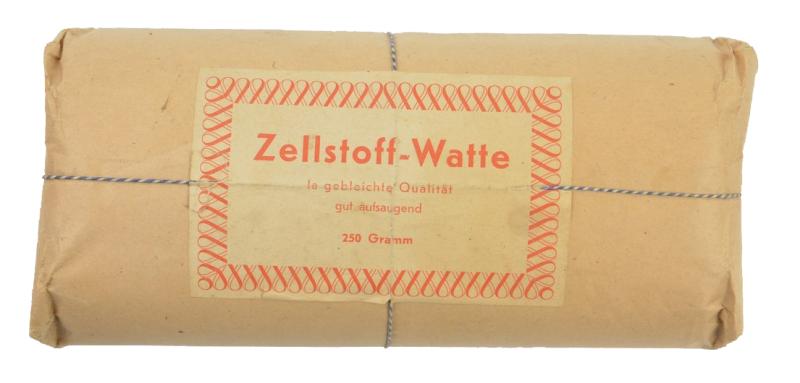 Zellstoff-Watte
Ia gebleichte Qualität
gut aufsaugend
250 Gramm